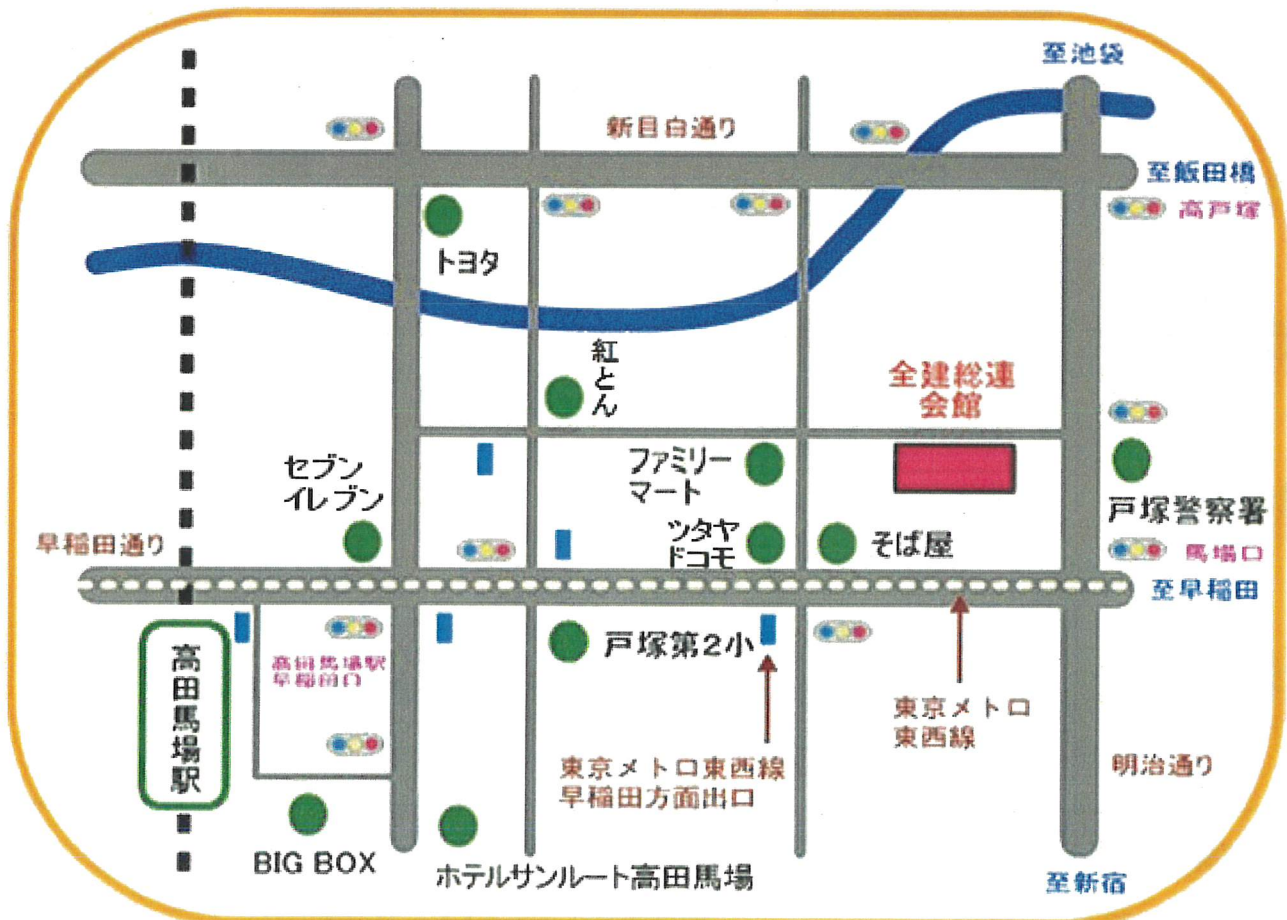 至池袋
新目白通り
至飯田橋
高戸塚
トヨタ
紅とん
全建総連
会館
セブン
イレブン
ファミリー
マート
戸塚警察署
早稲田通り
ツタヤ
ドコモ
そば屋
馬場口
至早稲田
高田馬場駅
高田馬場駅
早稲田口
戸塚第2小
東京メトロ
東西線
東京メトロ東西線
早稲田方面出口
明治通り
BIG BOX
ホテルサンルート高田馬場
至新宿